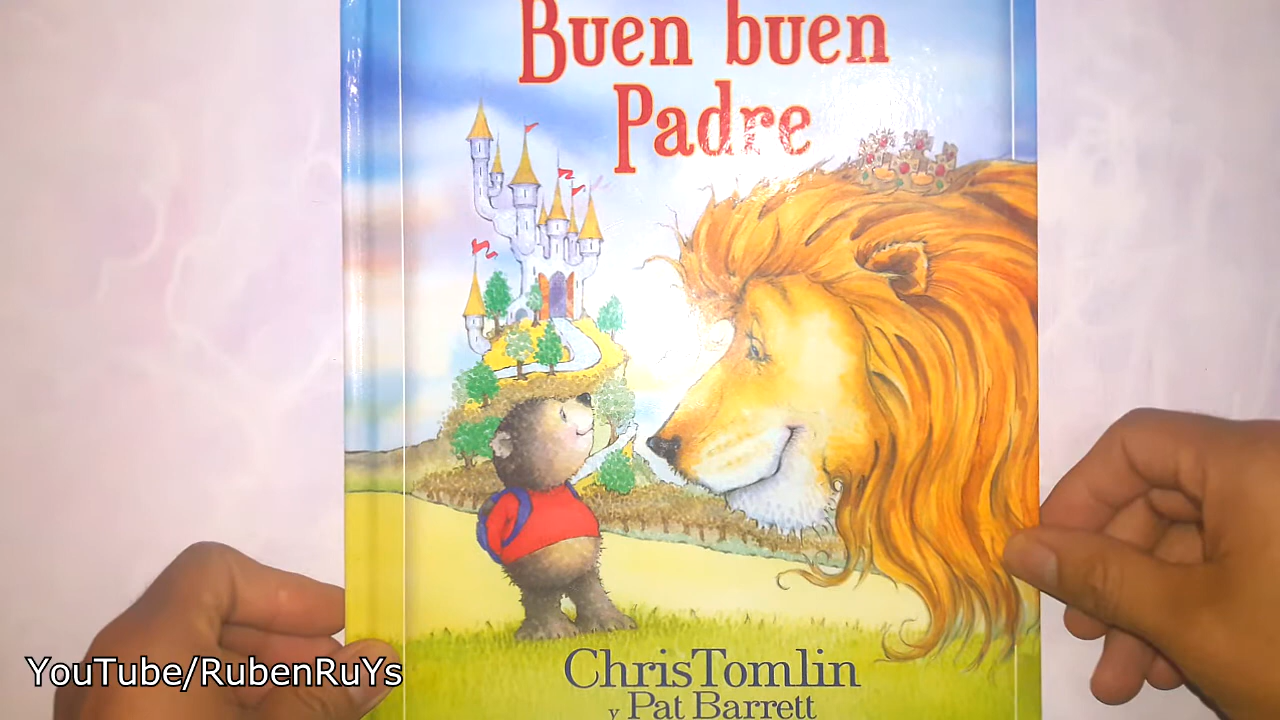 Buen buen
Padre
ChrisTomlin
y Pat Barrett
YouTube/RubenRuYs